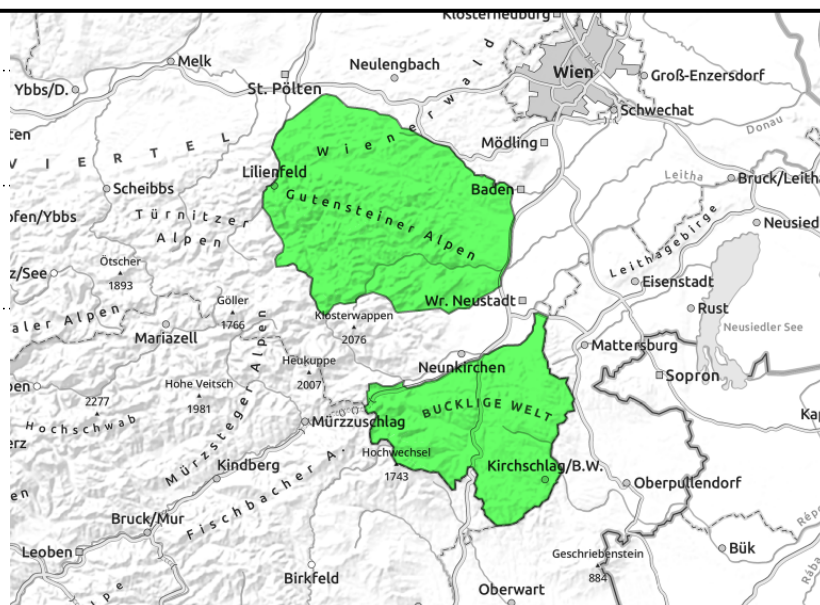 Klosterneuburg
Melk
Neulengbach
Wien
Groß-Enzersdorf
Ybbs/D.
St. Pölten
Schwechat
Donau
Wienerwald
Mödling
VIERTEL
Lilienfeld
Leitha
Bruck/Leitha
Scheibbs
Baden
Gutensteiner Alpen
Türnitzer
Alpen
Neusied
Leithagebirge
Ötscher
1893
Eisenstadt
Göller
1766
Wr. Neustadt
Rust
Klosterwappen
2076
Neusiedler See
Mariazell
Mattersburg
Heukuppe
2007
Neunkirchen
Sopron
2277
Hohe Veitsch
1981
BUCKLIGE WELT
Hochschwab
Mürzzuschlag
Mürzsteger Alpen
Hochwechsel
1743
Kindberg
Kirchschlag/B.W.
Oberpullendorf
Fischbacher A.
Bruck/Mur
Leoben
Geschriebenstein
884
Bük
Birkfeld
Oberwart